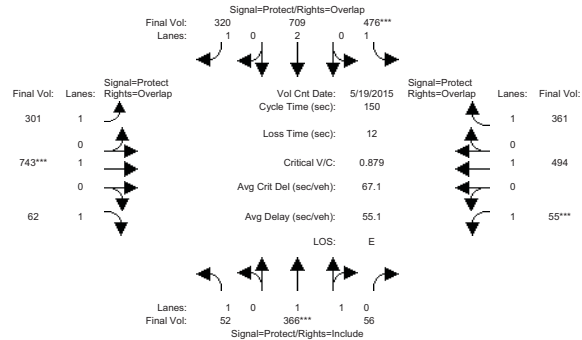 Signal=Protect/Rights=Overlap
Final Vol: 320 709 476***
Lanes: 1 0 2 0 1
Signal=Protect
Final Vol: Lanes: Rights=Overlap
Vol Cnt Date: 5/19/2015
Signal=Protect
Rights=Overlap Lanes: Final Vol:
Cycle Time (sec): 150
301 1
1 361
0
Loss Time (sec): 12
0
743*** 1
Critical V/C: 0.879
1 494
0
Avg Crit Del (sec/veh): 67.1
0
62 1
Avg Delay (sec/veh): 55.1
1 55***
LOS: E
Lanes: 1 0 1 1 0
Final Vol: 52 366*** 56
Signal=Protect/Rights=Include